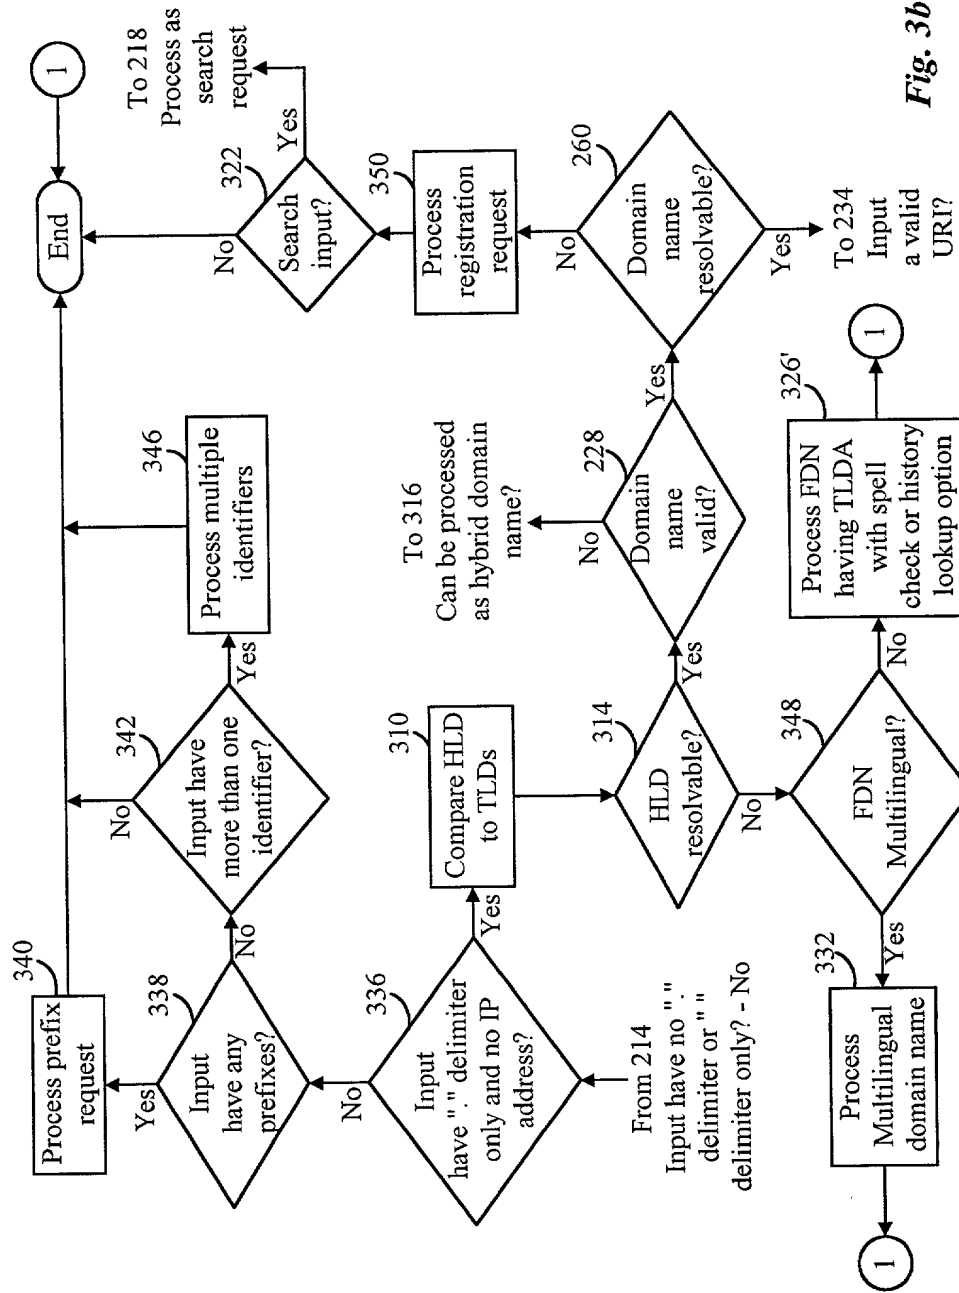 340
Process prefix
request
Yes
338
Input
have any
prefixes?
No
342
Input have
more than one
identifier?
No
Yes
346
Process multiple
identifiers
End
1
No
336
Input
have "." delimiter
only and no IP
address?
Yes
From 214
Input have no "."
delimiter or " "
delimiter only? - No
310
Compare HLD
to TLDs
314
HLD
resolvable?
Yes
No
To 316
Can be processed
as hybrid domain
name?
No
228
Domain
name
valid?
Yes
260
Domain
name
resolvable?
No
Yes
To 234
Input
a valid
URI?
350
Process
registration
request
322
Search
input?
No
Yes
To 218
Process as
search
request
348
FDN
Multilingual?
Yes
No
332
Process
Multilingual
domain name
1
326'
Process FDN
having TLDA
with spell
check or history
lookup option
1
Fig. 3b